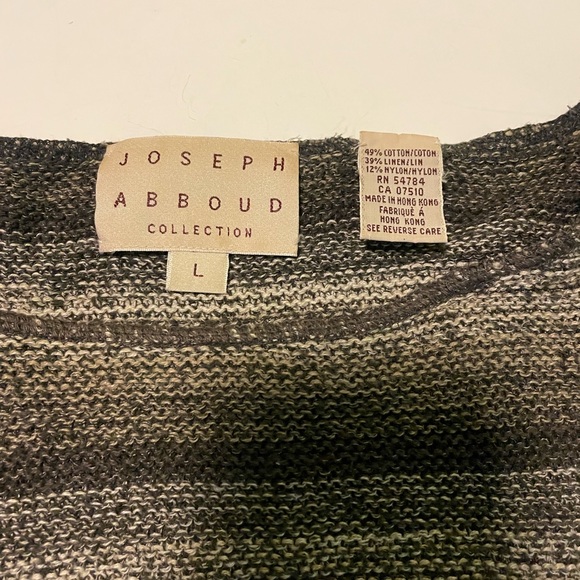 JOSEPH
ABBOUD
COLLECTION
L
49% COTTON/COTON
39% LINEN/LIN
12% NYLON/NYLON
RN 54784
CA 07510
MADE IN HONG KONG
FABRIQUÉ Á
HONG KONG
SEE REVERSE CARE